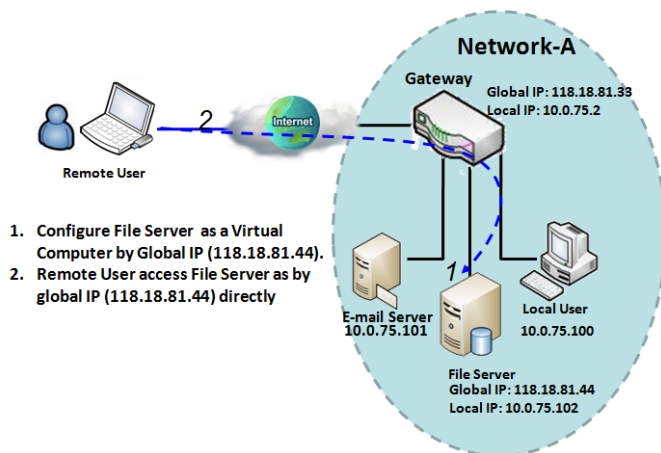 Network-A
Gateway
Global IP: 118.18.81.33
Local IP: 10.0.75.2
2
Internet
Remote User
1. Configure File Server as a Virtual
Computer by Global IP (118.18.81.44).
2. Remote User access File Server as by
global IP (118.18.81.44) directly
1
E-mail Server
10.0.75.101
Local User
10.0.75.100
File Server
Global IP: 118.18.81.44
Local IP: 10.0.75.102